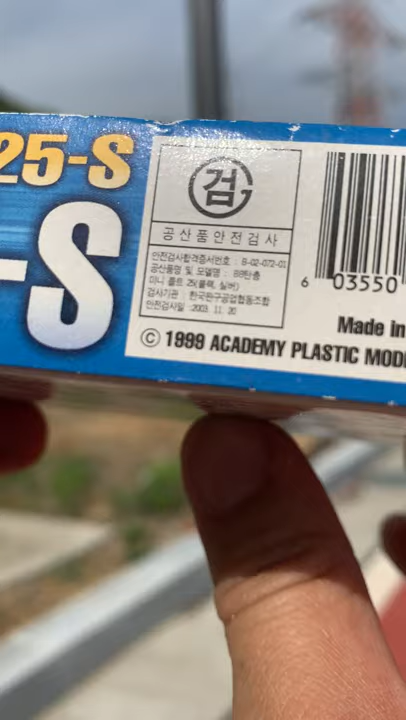 25-S
-S
검
공산품안전검사
안전검사합격증서번호 : B-02-072-01
공산품명 및 모델명 : BB탄총
미니 콜트 25(블랙, 실버)
검사기관 : 한국완구공업협동조합
안전검사일 : 2003. 11. 20
6 03550
Made in
© 1999 ACADEMY PLASTIC MODE